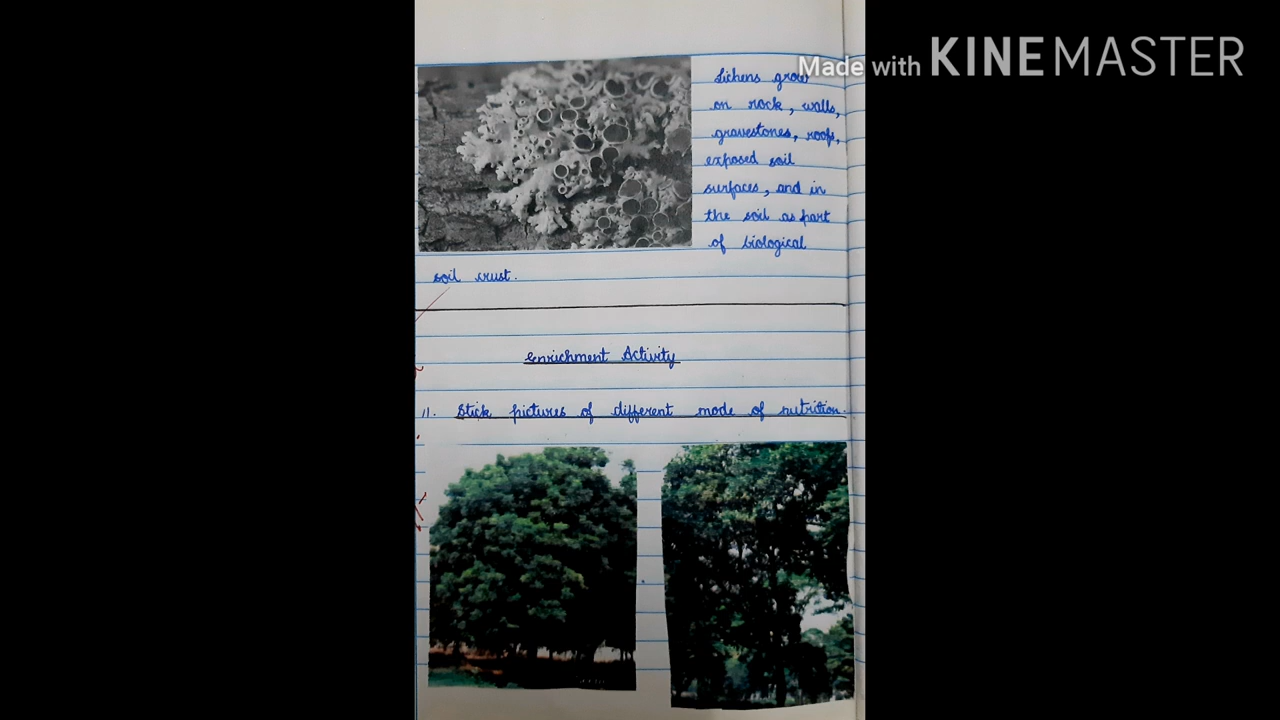 Made with KINEMASTER
Lichens grow
on rock, walls,
gravestones, roofs,
exposed soil
surfaces, and in
the soil as part
of biological
soil crust.
Enrichment Activity
11. Stick pictures of different mode of nutrition.